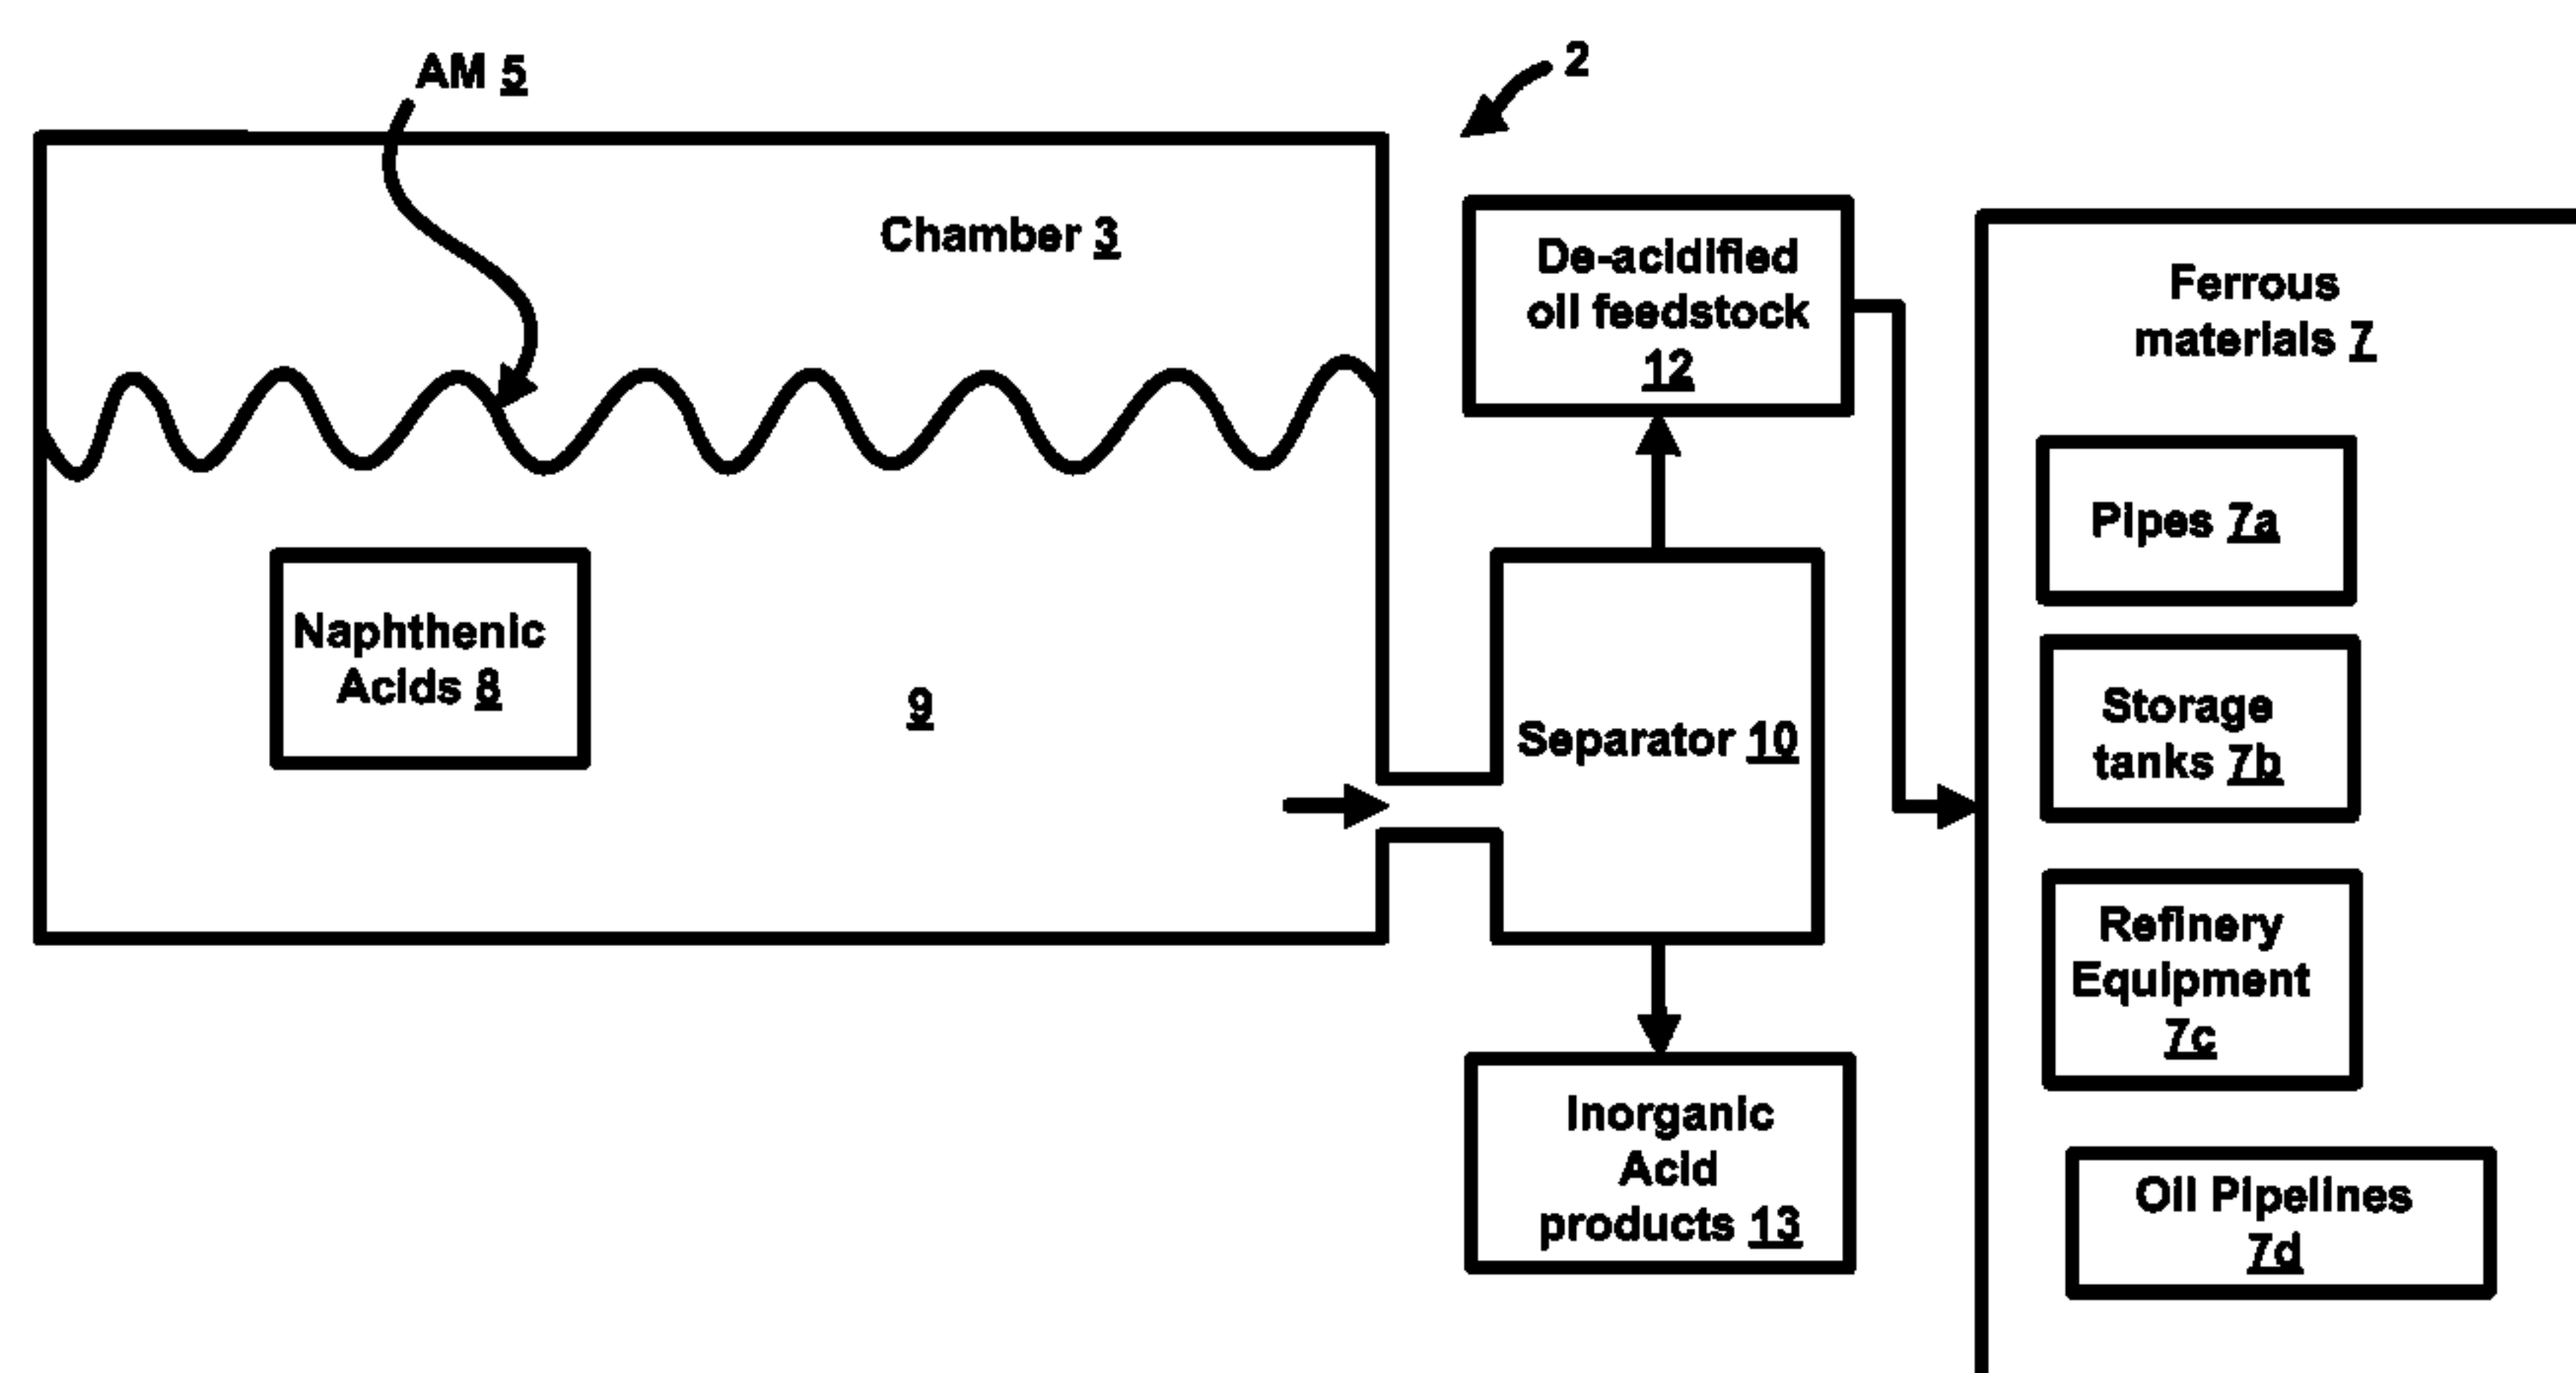 AM 5
2
Chamber 3
De-acidified
oil feedstock
12
Ferrous
materials 7
Pipes 7a
Naphthenic
Acids 8
9
Separator 10
Storage
tanks 7b
Refinery
Equipment
7c
Inorganic
Acid
products 13
Oil Pipelines
7d